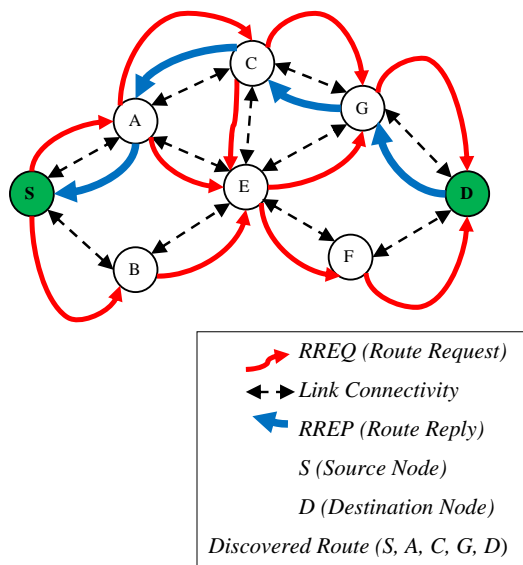 C
G
A
S
E
D
B
F
RREQ (Route Request)
Link Connectivity
RREP (Route Reply)
S (Source Node)
D (Destination Node)
Discovered Route (S, A, C, G, D)